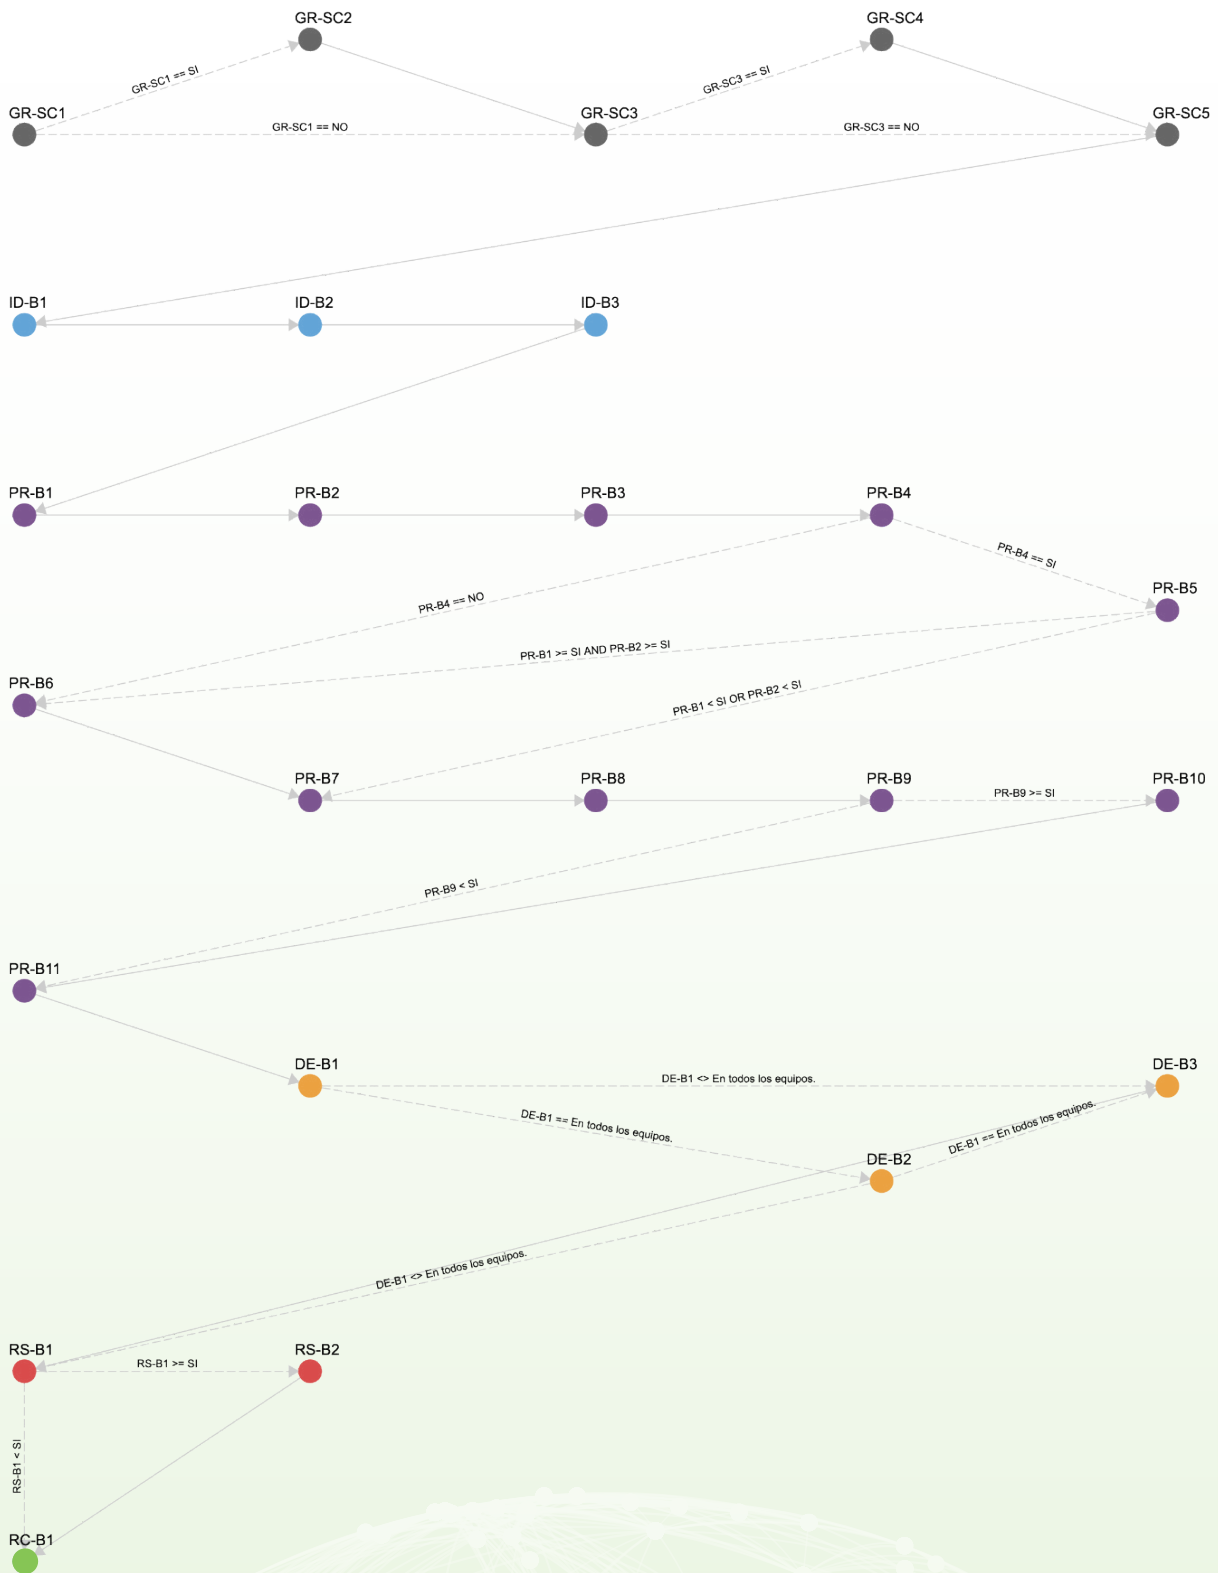 GR-SC2
GR-SC4
GR-SC1 == SI
GR-SC3 == SI
GR-SC1
GR-SC1 == NO
GR-SC3
GR-SC3 == NO
GR-SC5
ID-B1
ID-B2
ID-B3
PR-B1
PR-B2
PR-B3
PR-B4
PR-B4 == SI
PR-B4 == NO
PR-B5
PR-B1 >= SI AND PR-B2 >= SI
PR-B6
PR-B1 < SI OR PR-B2 < SI
PR-B7
PR-B8
PR-B9
PR-B9 >= SI
PR-B10
PR-B9 < SI
PR-B11
DE-B1
DE-B1 <> En todos los equipos.
DE-B3
DE-B1 == En todos los equipos.
DE-B1 == En todos los equipos.
DE-B2
DE-B1 <> En todos los equipos.
RS-B1
RS-B1 >= SI
RS-B2
RS-B1 < SI
RC-B1